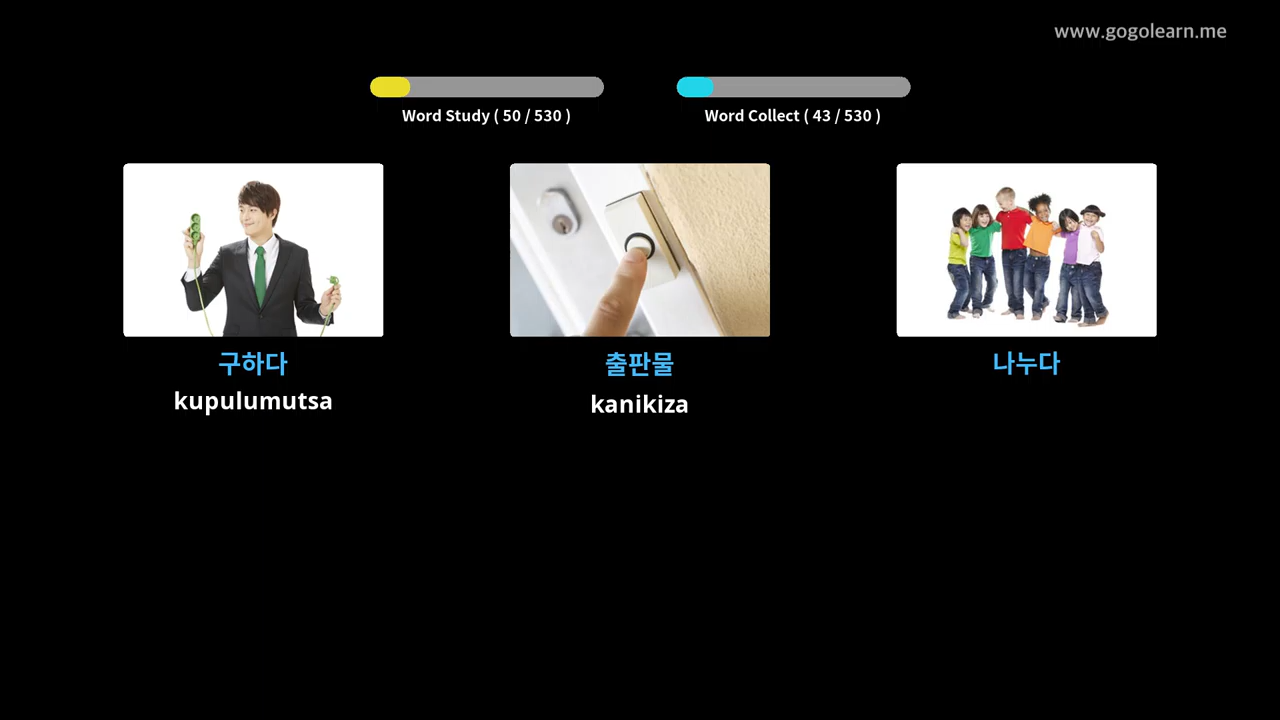 www.gogolearn.me
Word Study ( 50 / 530 )
Word Collect ( 43 / 530 )
구하다
출판물
나누다
kupulumutsa
kanikiza